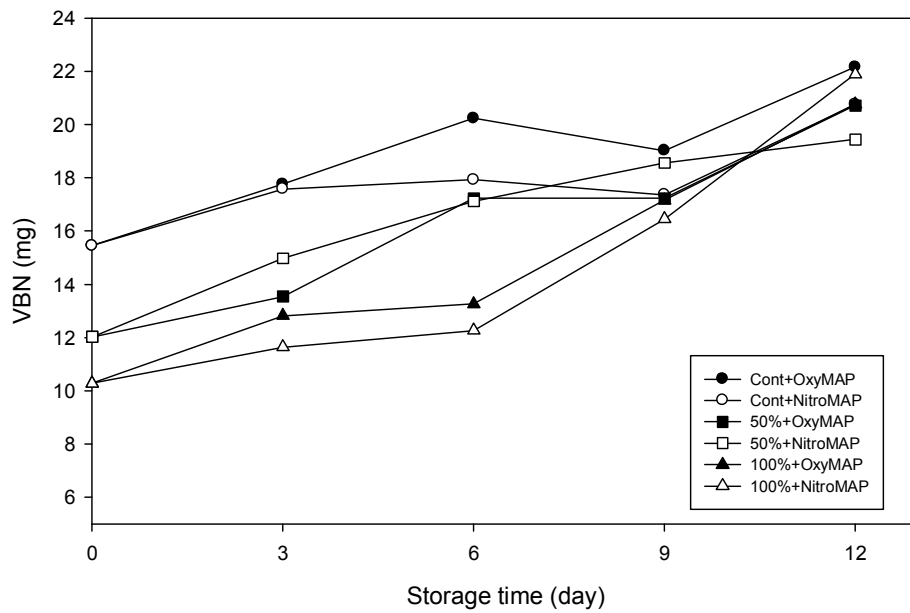 24
22
20
18
16
14
12
10
8
6
VBN (mg)
Cont+OxyMAP
Cont+NitroMAP
50%+OxyMAP
50%+NitroMAP
100%+OxyMAP
100%+NitroMAP
0 3 6 9 12
Storage time (day)